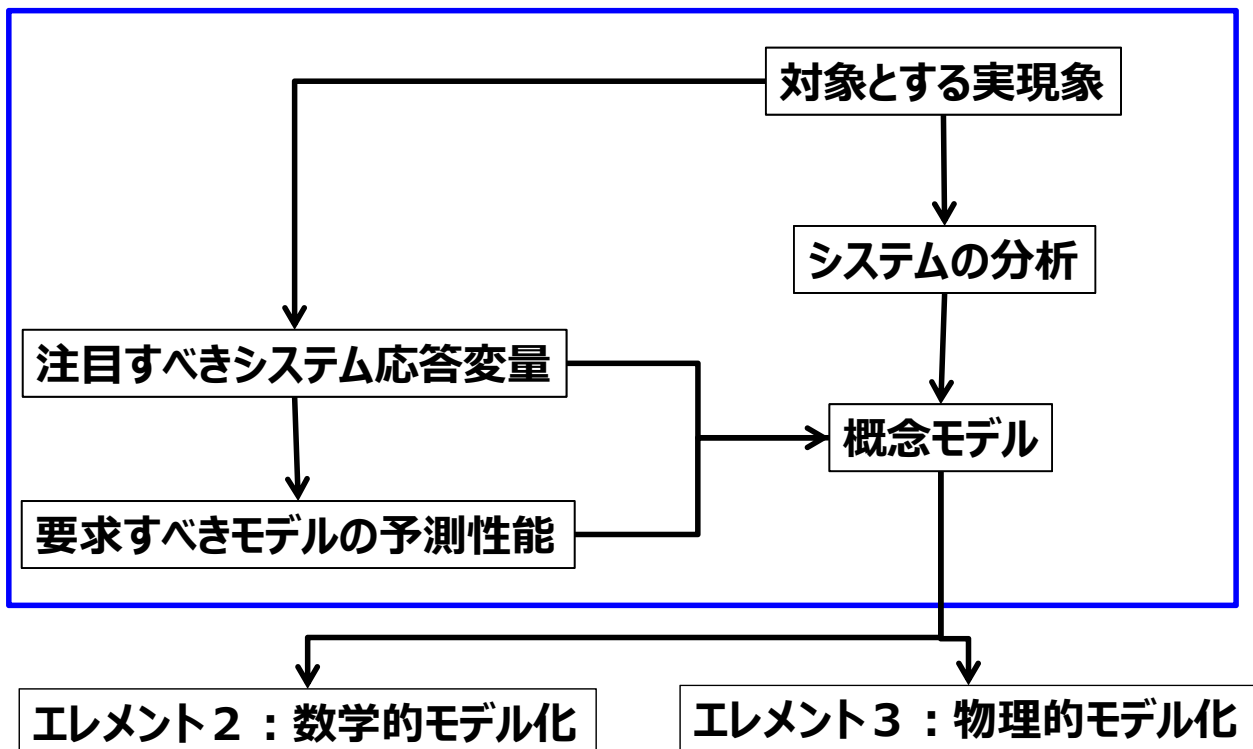 対象とする実現象
システムの分析
注目すべきシステム応答変量
概念モデル
要求すべきモデルの予測性能
エレメント２：数学的モデル化
エレメント３：物理的モデル化